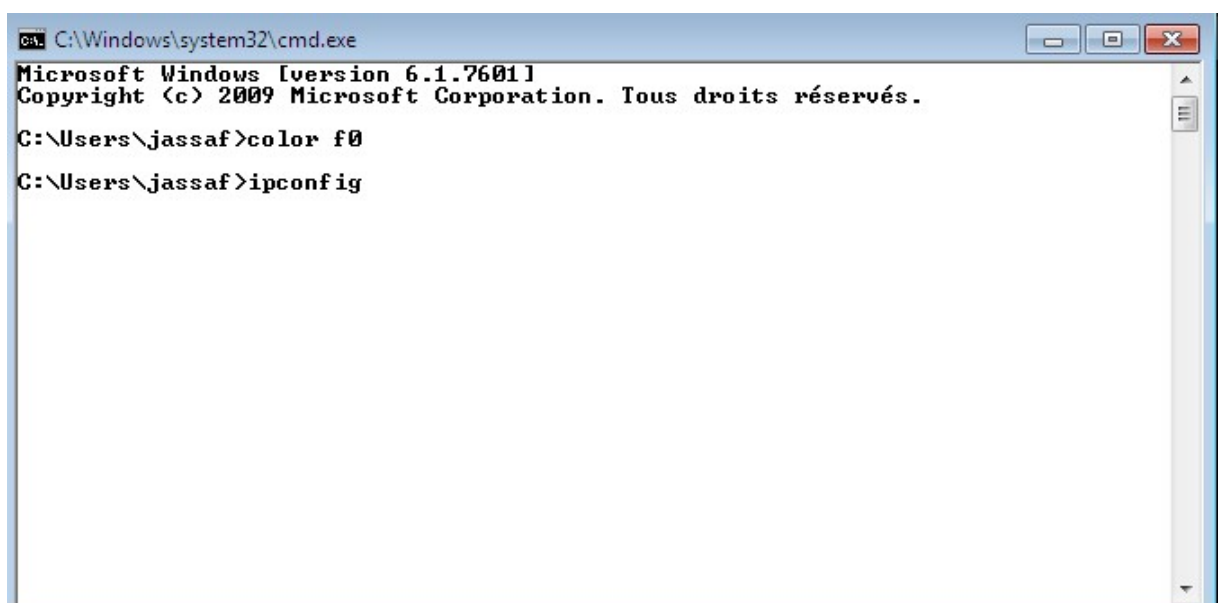 C:\Windows\system32\cmd.exe
Microsoft Windows [version 6.1.7601]
Copyright (c) 2009 Microsoft Corporation. Tous droits réservés.
C:\Users\jassaf>color f0
C:\Users\jassaf>ipconfig